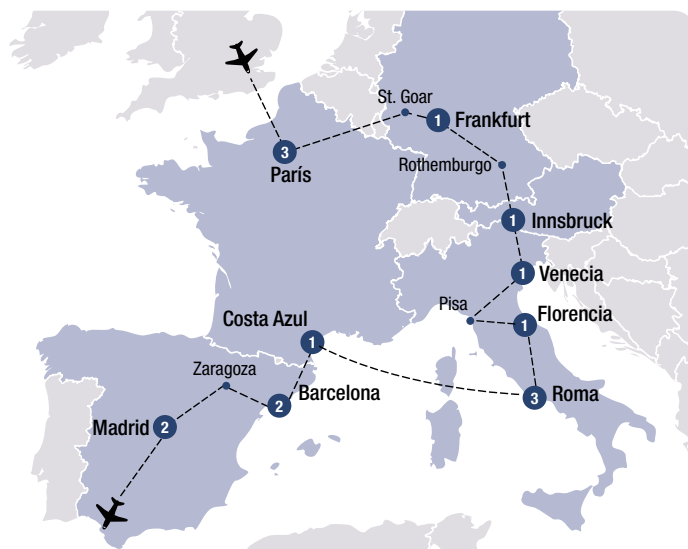 St. Goar
1
Frankfurt
3
París
Rothemburgo
1
Innsbruck
1
Venecia
Pisa
Florencia
1
Costa Azul
1
Zaragoza
Barcelona
2
Roma
3
Madrid
2